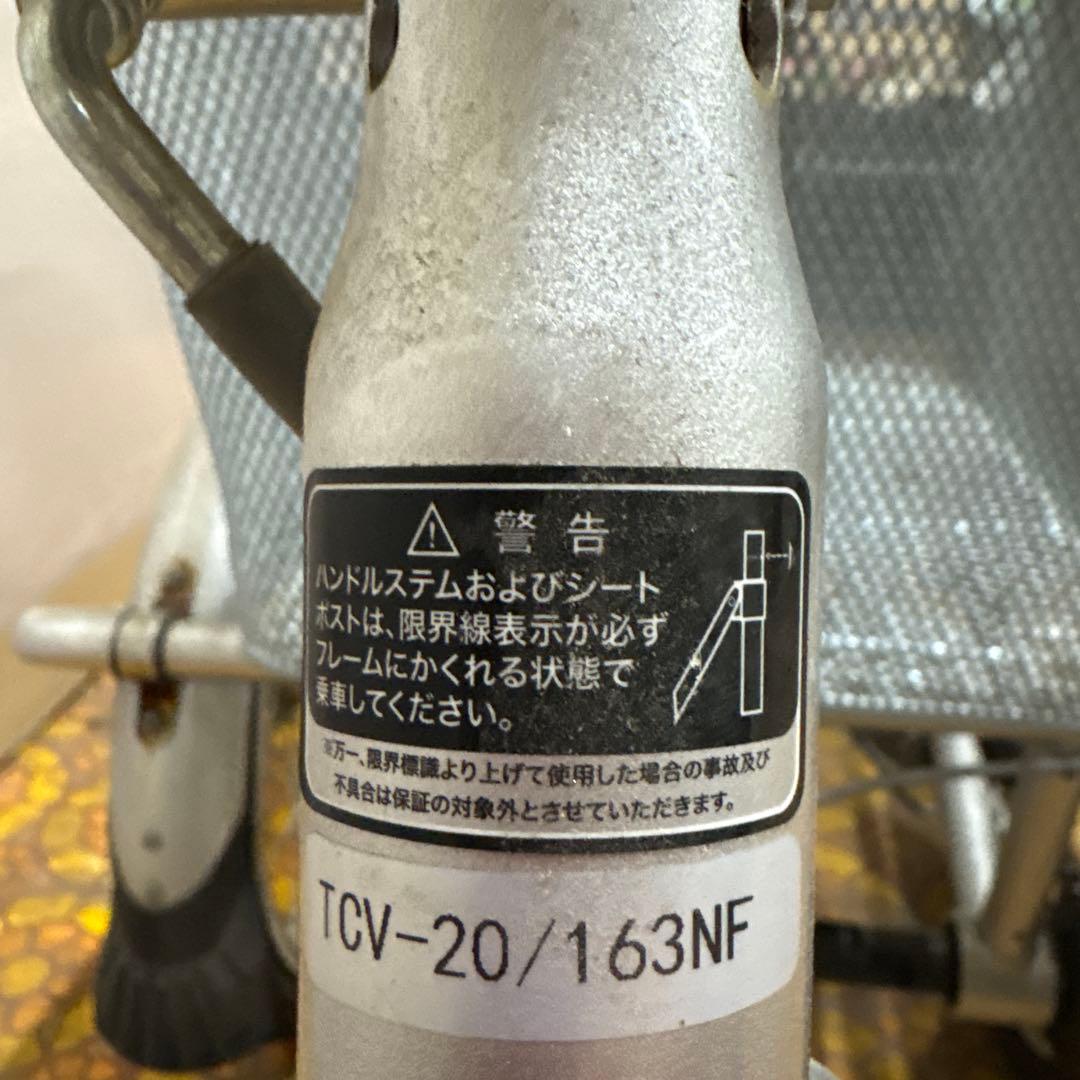 警告
ハンドルステムおよびシート
ポストは、限界線表示が必ず
フレームにかくれる状態で
乗車してください。
※万一、限界標識より上げて使用した場合の事故及び
不具合は保証の対象外とさせていただきます。
TCV-20/163NF